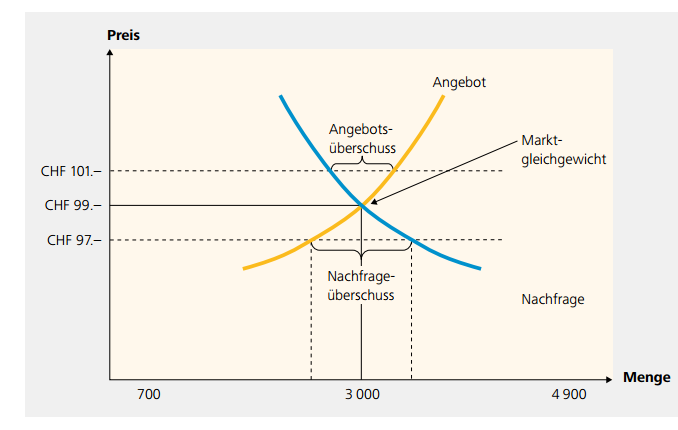 Preis
Angebot
Angebots-
überschuss
Markt-
gleichgewicht
CHF 101.–
CHF 99.–
CHF 97.–
Nachfrage-
überschuss
Nachfrage
Menge
700
3 000
4 900